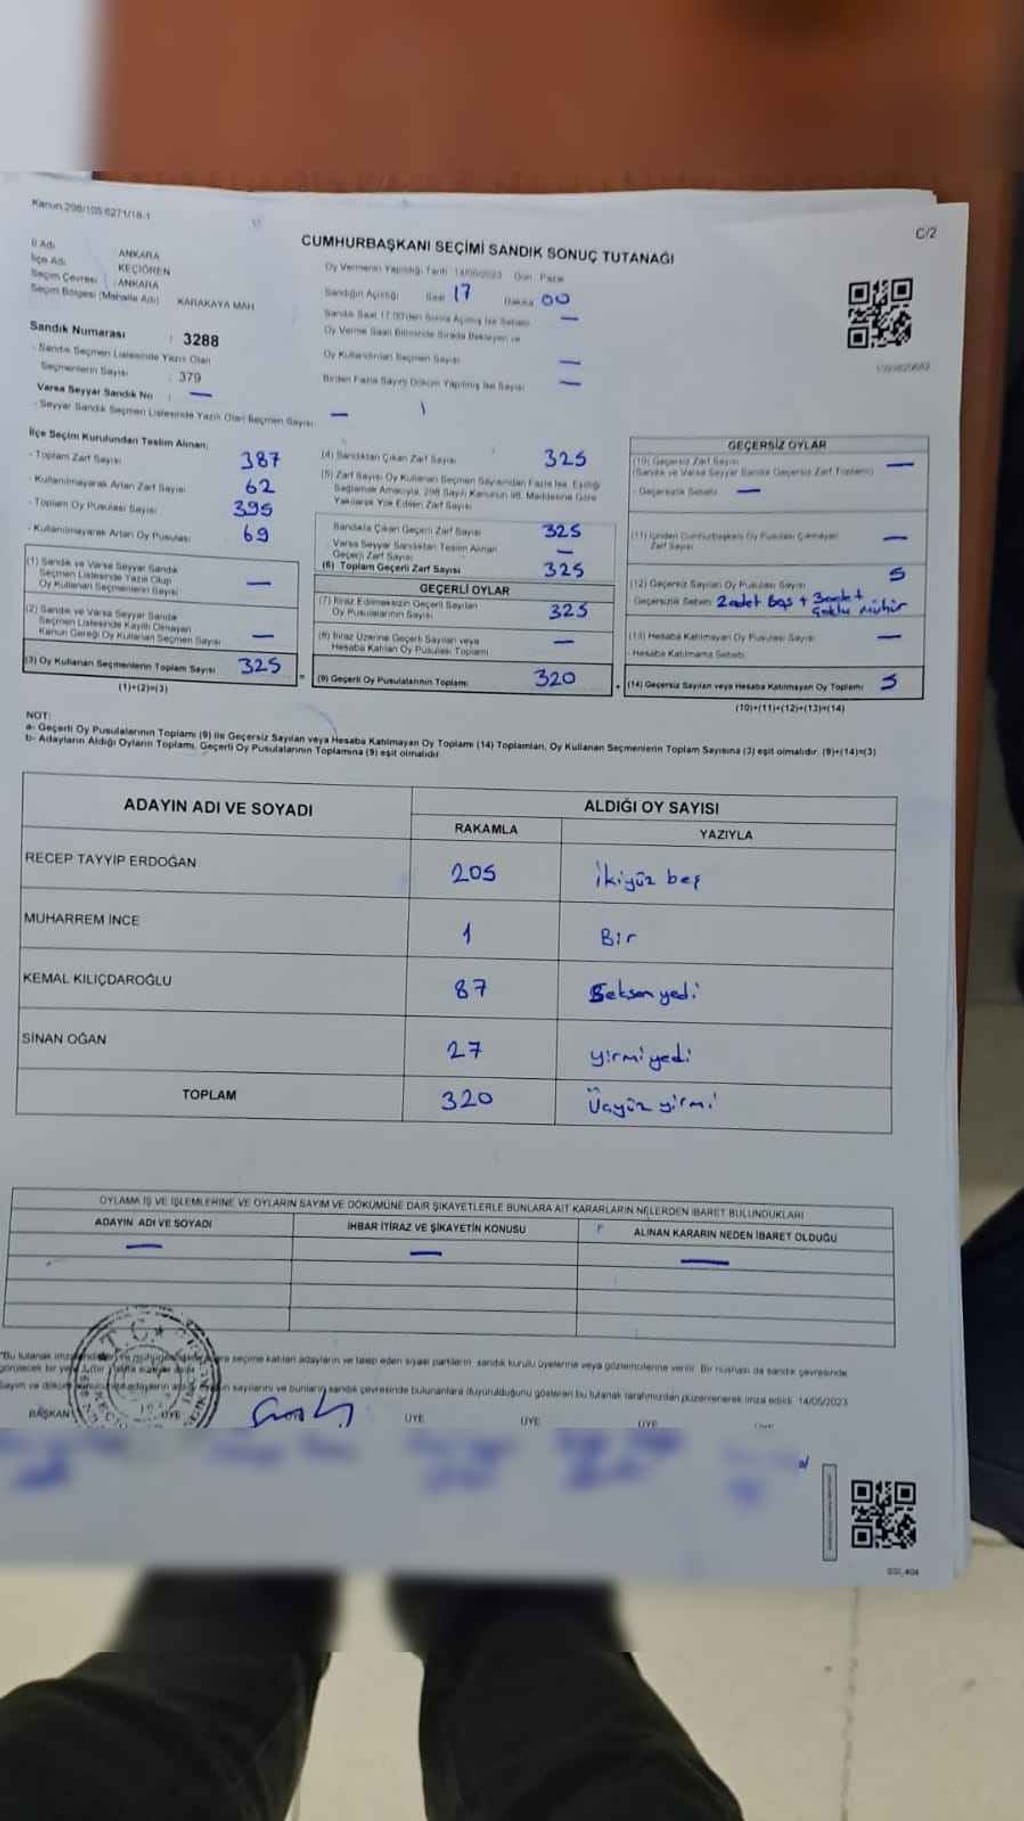 Kanun 298/105 6271/18-1
C/2
CUMHURBAŞKANI SEÇİMİ SANDIK SONUÇ TUTANAĞI
İl Adı ANKARA
İlçe Adı KEÇİÖREN
Seçim Çevresi ANKARA
Seçim Bölgesi (Mahalle Adı) KARAKAYA MAH
Oy Vermenin Yapıldığı Tarih 14/05/2023 Gün Pazar
Sandığın Açıldığı Saat 17 Dakika 00
Sandık Saat 17.00'den Sonra Açılmış İse Sebebi —
Oy Verme Saati Bitiminde Sırada Bekleyen ve
Oy Kullandırılan Seçmen Sayısı —
Birden Fazla Sayım Döküm Yapılmış İse Sayısı —
Sandık Numarası : 3288
- Sandık Seçmen Listesinde Yazılı Olan
Seçmenlerin Sayısı : 379
Varsa Seyyar Sandık No : —
- Seyyar Sandık Seçmen Listesinde Yazılı Olan Seçmen Sayısı —
İlçe Seçim Kurulundan Teslim Alınan;
- Toplam Zarf Sayısı 387
- Kullanılmayarak Artan Zarf Sayısı 62
- Toplam Oy Pusulası Sayısı 395
- Kullanılmayarak Artan Oy Pusulası 69
(1) Sandık ve Varsa Seyyar Sandık
Seçmen Listesinde Yazılı Olup
Oy Kullanan Seçmenlerin Sayısı —
(2) Sandık ve Varsa Seyyar Sandık
Seçmen Listesinde Kayıtlı Olmayan
Kanun Gereği Oy Kullanan Seçmen Sayısı —
(3) Oy Kullanan Seçmenlerin Toplam Sayısı 325
(1)+(2)=(3)
(4) Sandıktan Çıkan Zarf Sayısı 325
(5) Zarf Sayısı Oy Kullanan Seçmen Sayısından Fazla İse, Eşitliği
Sağlamak Amacıyla, 298 Sayılı Kanunun 98. Maddesine Göre
Yakılarak Yok Edilen Zarf Sayısı
Sandıkta Çıkan Geçerli Zarf Sayısı 325
Varsa Seyyar Sandıktan Teslim Alınan
Geçerli Zarf Sayısı —
(6) Toplam Geçerli Zarf Sayısı 325
GEÇERLİ OYLAR
(7) İtiraz Edilmeksizin Geçerli Sayılan
Oy Pusulalarının Sayısı 325
(8) İtiraz Üzerine Geçerli Sayılan veya
Hesaba Katılan Oy Pusulası Toplamı —
(9) Geçerli Oy Pusulalarının Toplamı 320
GEÇERSİZ OYLAR
(10) Geçersiz Zarf Sayısı —
(Sandık ve Varsa Seyyar Sandık Geçersiz Zarf Toplamı)
- Geçersizlik Sebebi —
(11) İçinden Cumhurbaşkanı Oy Pusulası Çıkmayan
Zarf Sayısı —
(12) Geçersiz Sayılan Oy Pusulası Sayısı 5
Geçersizlik Sebebi 2 adet boş + 3 adet
çoklu mühür
(13) Hesaba Katılmayan Oy Pusulası Sayısı —
- Hesaba Katılmama Sebebi
(14) Geçersiz Sayılan veya Hesaba Katılmayan Oy Toplamı 5
(10)+(11)+(12)+(13)=(14)
NOT:
a- Geçerli Oy Pusulalarının Toplamı (9) ile Geçersiz Sayılan veya Hesaba Katılmayan Oy Toplamı (14) Toplamları, Oy Kullanan Seçmenlerin Toplam Sayısına (3) eşit olmalıdır. (9)+(14)=(3)
b- Adayların Aldığı Oyların Toplamı, Geçerli Oy Pusulalarının Toplamına (9) eşit olmalıdır.
ADAYIN ADI VE SOYADI ALDIĞI OY SAYISI
RAKAMLA YAZIYLA
RECEP TAYYİP ERDOĞAN 205 İkiyüz beş
MUHARREM İNCE 1 Bir
KEMAL KILIÇDAROĞLU 87 Seksen yedi
SİNAN OĞAN 27 yirmi yedi
TOPLAM 320 Üçyüz yirmi
OYLAMA İŞ VE İŞLEMLERİNE VE OYLARIN SAYIM VE DÖKÜMÜNE DAİR ŞİKAYETLERLE BUNLARA AİT KARARLARIN NELERDEN İBARET BULUNDUKLARI
ADAYIN ADI VE SOYADI İHBAR İTİRAZ VE ŞİKAYETİN KONUSU ALINAN KARARIN NEDEN İBARET OLDUĞU
— — —
seçime katılan adayların ve talep eden siyasi partilerin sandık kurulu üyelerine veya gözlemcilerine verilir. Bir nüshası da sandık çevresinde
sayılarını ve bunların sandık çevresinde bulunanlara duyurulduğunu gösteren bu tutanak tarafımızdan düzenlenerek imza edildi. 14/05/2023
BAŞKAN ÜYE ÜYE ÜYE ÜYE